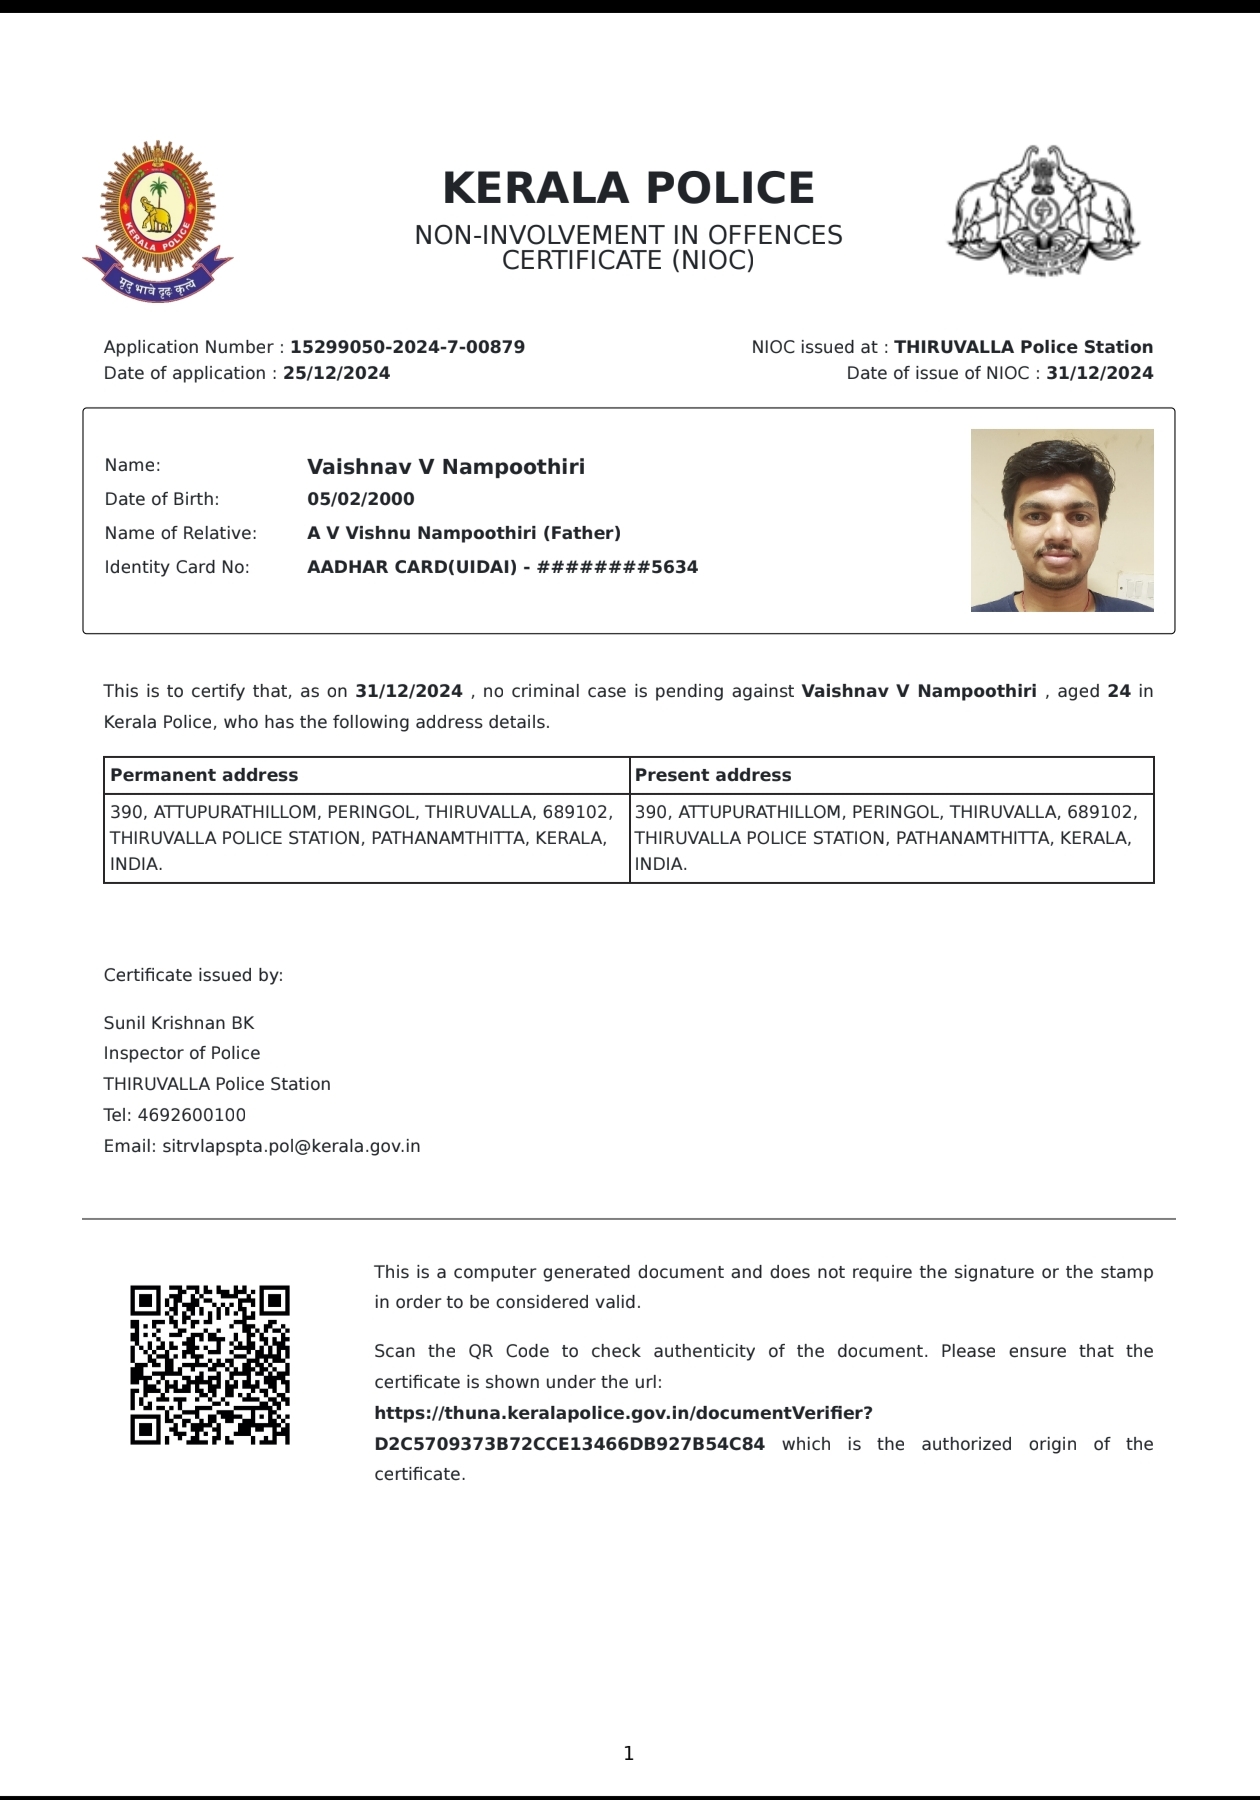 KERALA POLICE
मृदु भावे दृढ़ कृत्ये
KERALA POLICE
NON-INVOLVEMENT IN OFFENCES
CERTIFICATE (NIOC)
Application Number : 15299050-2024-7-00879
NIOC issued at : THIRUVALLA Police Station
Date of application : 25/12/2024
Date of issue of NIOC : 31/12/2024
Name: Vaishnav V Nampoothiri
Date of Birth: 05/02/2000
Name of Relative: A V Vishnu Nampoothiri (Father)
Identity Card No: AADHAR CARD(UIDAI) - ########5634
This is to certify that, as on 31/12/2024 , no criminal case is pending against Vaishnav V Nampoothiri , aged 24 in
Kerala Police, who has the following address details.
Permanent address
Present address
390, ATTUPURATHILLOM, PERINGOL, THIRUVALLA, 689102,
THIRUVALLA POLICE STATION, PATHANAMTHITTA, KERALA,
INDIA.
390, ATTUPURATHILLOM, PERINGOL, THIRUVALLA, 689102,
THIRUVALLA POLICE STATION, PATHANAMTHITTA, KERALA,
INDIA.
Certificate issued by:
Sunil Krishnan BK
Inspector of Police
THIRUVALLA Police Station
Tel: 4692600100
Email: sitrvlapspta.pol@kerala.gov.in
This is a computer generated document and does not require the signature or the stamp
in order to be considered valid.
Scan the QR Code to check authenticity of the document. Please ensure that the
certificate is shown under the url:
https://thuna.keralapolice.gov.in/documentVerifier?
D2C5709373B72CCE13466DB927B54C84 which is the authorized origin of the
certificate.
1